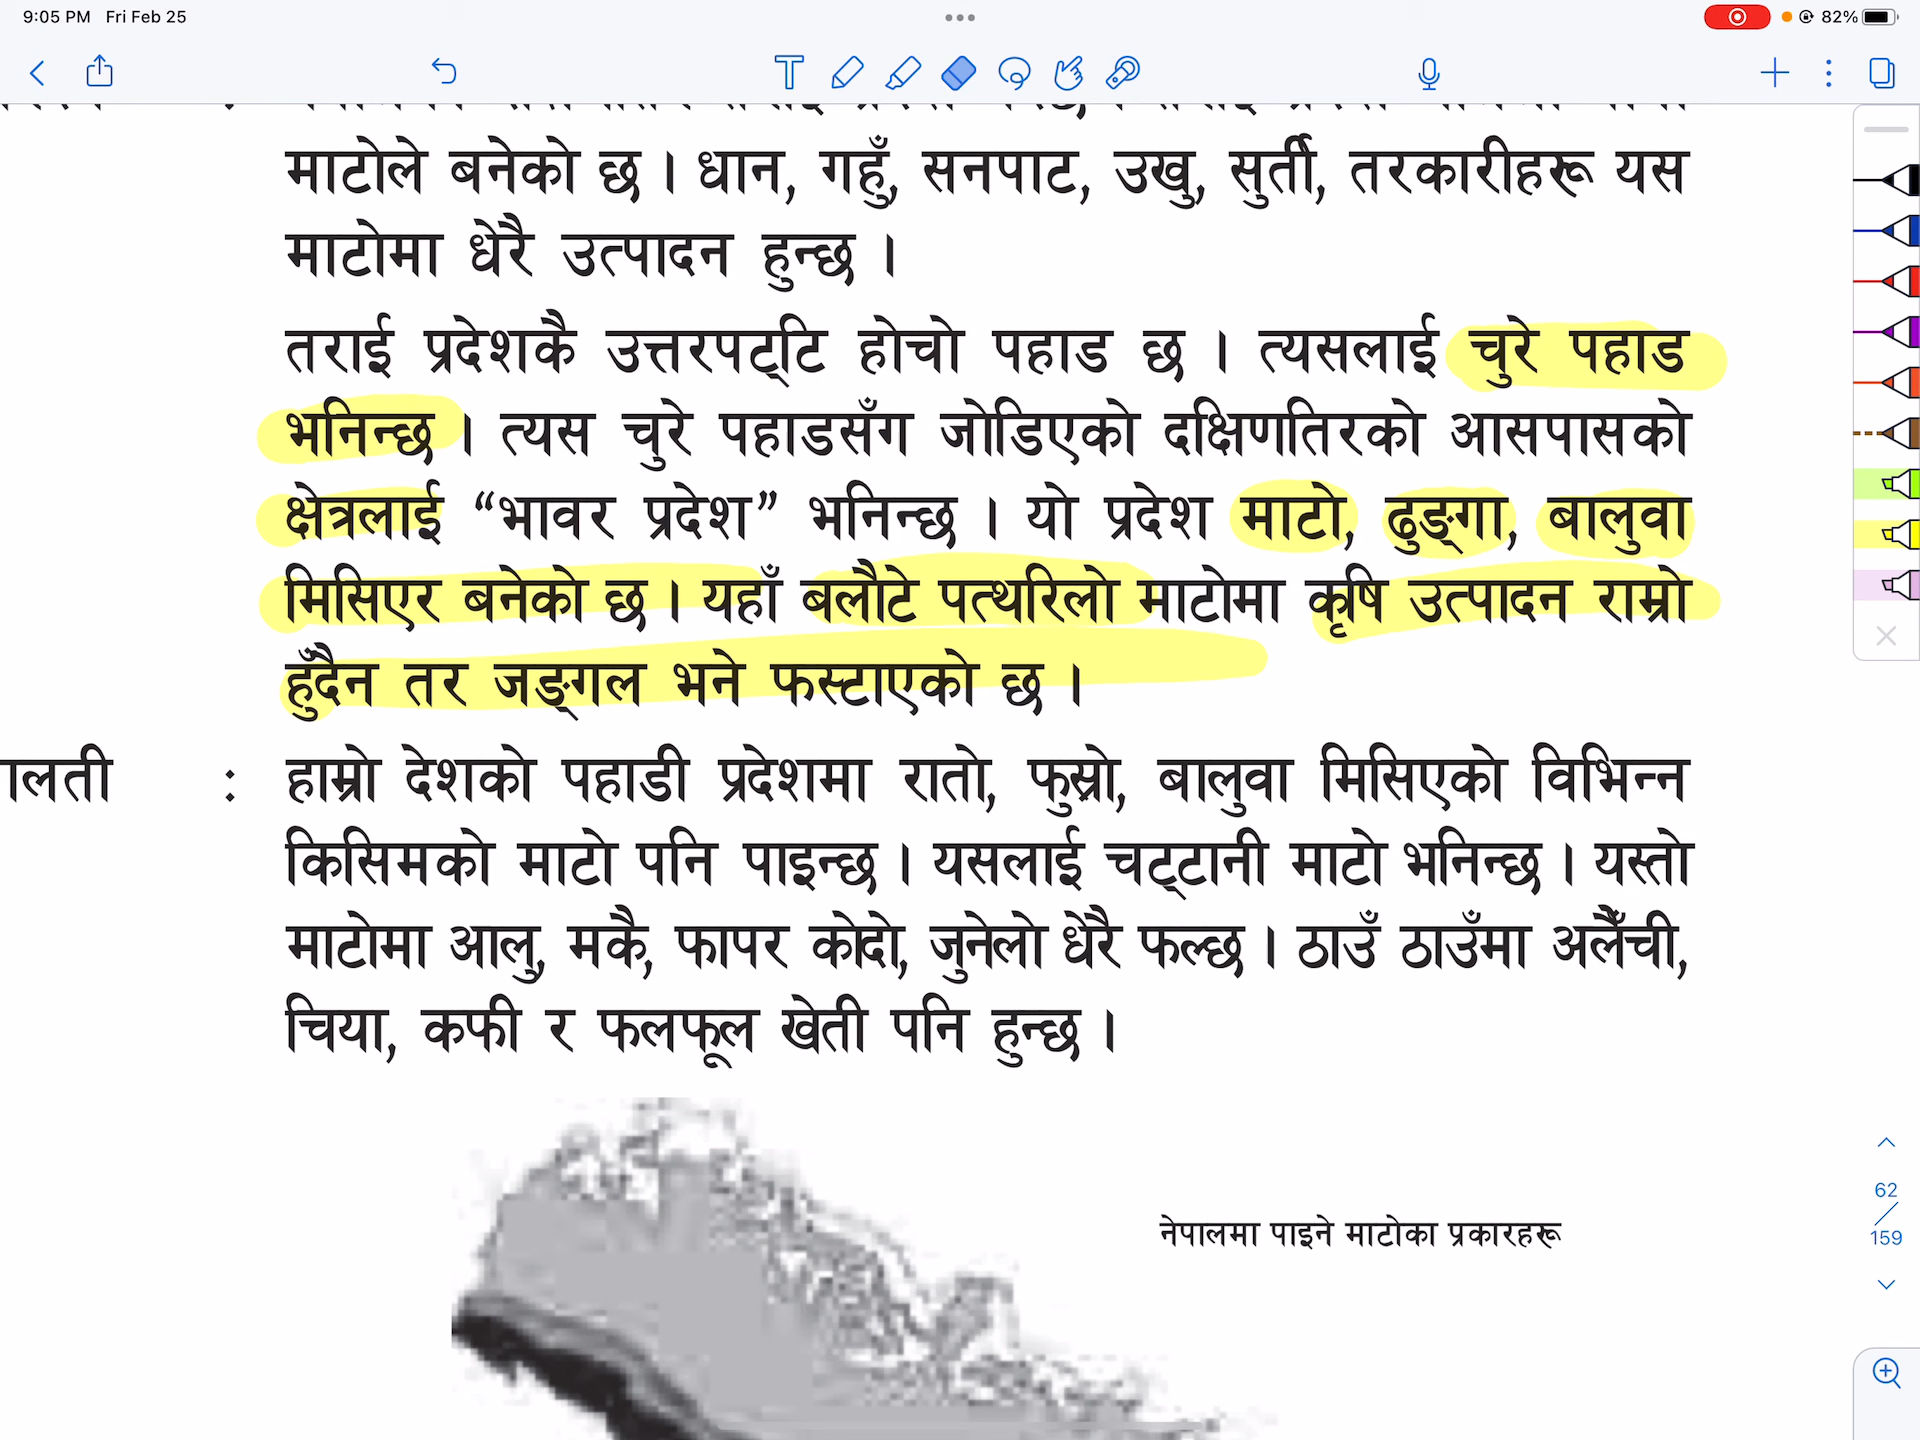 9:05 PM Fri Feb 25
82%
माटोले बनेको छ । धान, गहुँ, सनपाट, उखु, सुर्ती, तरकारीहरू यस
माटोमा धेरै उत्पादन हुन्छ ।
तराई प्रदेशकै उत्तरपट्टि होचो पहाड छ । त्यसलाई चुरे पहाड
भनिन्छ । त्यस चुरे पहाडसँग जोडिएको दक्षिणतिरको आसपासको
क्षेत्रलाई “भावर प्रदेश” भनिन्छ । यो प्रदेश माटो, ढुङ्गा, बालुवा
मिसिएर बनेको छ । यहाँ बलौटे पत्थरिलो माटोमा कृषि उत्पादन राम्रो
हुँदैन तर जङ्गल भने फस्टाएको छ ।
ालती : हाम्रो देशको पहाडी प्रदेशमा रातो, फुस्रो, बालुवा मिसिएको विभिन्न
किसिमको माटो पनि पाइन्छ । यसलाई चट्टानी माटो भनिन्छ । यस्तो
माटोमा आलु, मकै, फापर कोदो, जुनेलो धेरै फल्छ । ठाउँ ठाउँमा अलैँची,
चिया, कफी र फलफूल खेती पनि हुन्छ ।
नेपालमा पाइने माटोका प्रकारहरू
62
159